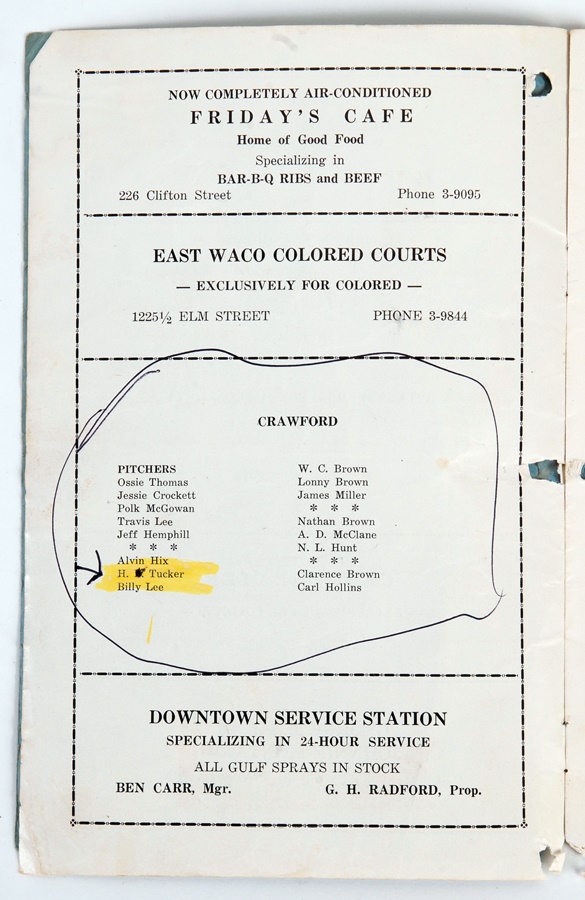 NOW COMPLETELY AIR-CONDITIONED
FRIDAY'S CAFE
Home of Good Food
Specializing in
BAR-B-Q RIBS and BEEF
226 Clifton Street Phone 3-9095
EAST WACO COLORED COURTS
— EXCLUSIVELY FOR COLORED —
1225½ ELM STREET PHONE 3-9844
CRAWFORD
PITCHERS
Ossie Thomas
Jessie Crockett
Polk McGowan
Travis Lee
Jeff Hemphill
* * *
Alvin Hix
H. Tucker
Billy Lee
W. C. Brown
Lonny Brown
James Miller
* * *
Nathan Brown
A. D. McClane
N. L. Hunt
* * *
Clarence Brown
Carl Hollins
DOWNTOWN SERVICE STATION
SPECIALIZING IN 24-HOUR SERVICE
ALL GULF SPRAYS IN STOCK
BEN CARR, Mgr. G. H. RADFORD, Prop.